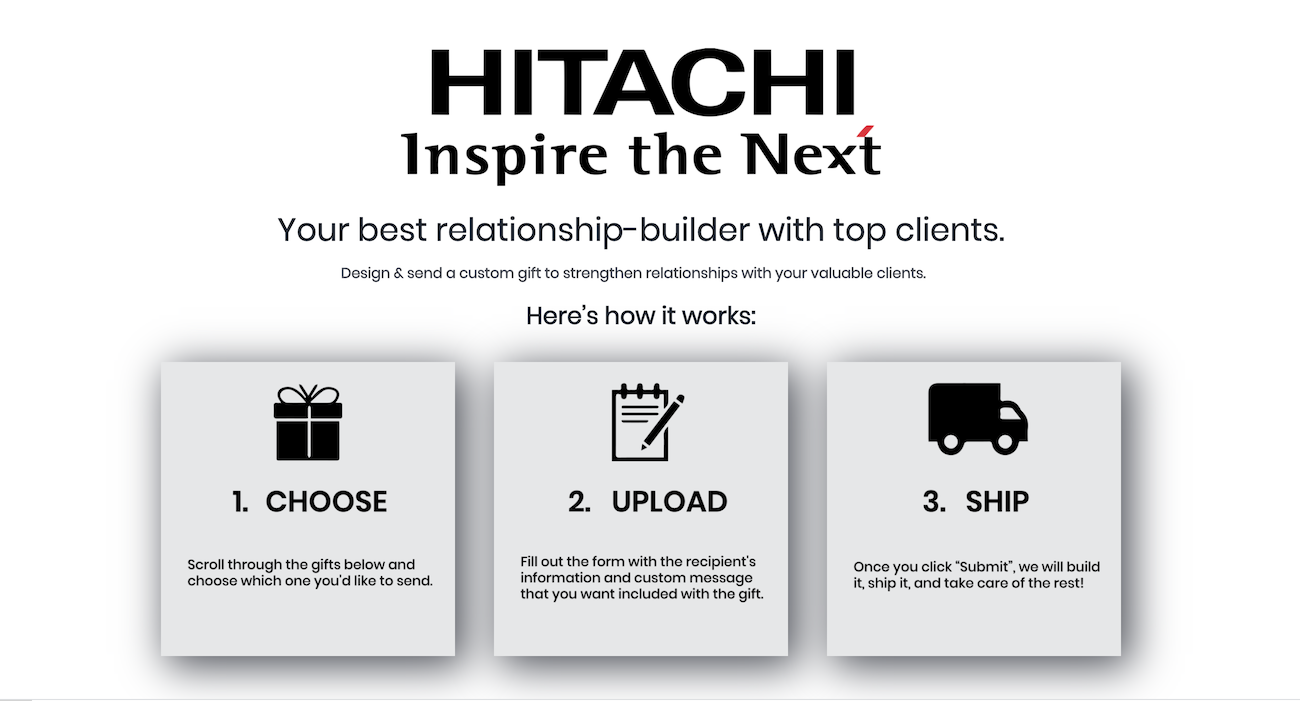 HITACHI
Inspire the Next
Your best relationship-builder with top clients.
Design & send a custom gift to strengthen relationships with your valuable clients.
Here's how it works:
1. CHOOSE
Scroll through the gifts below and
choose which one you'd like to send.
2. UPLOAD
Fill out the form with the recipient's
information and custom message
that you want included with the gift.
3. SHIP
Once you click “Submit”, we will build
it, ship it, and take care of the rest!